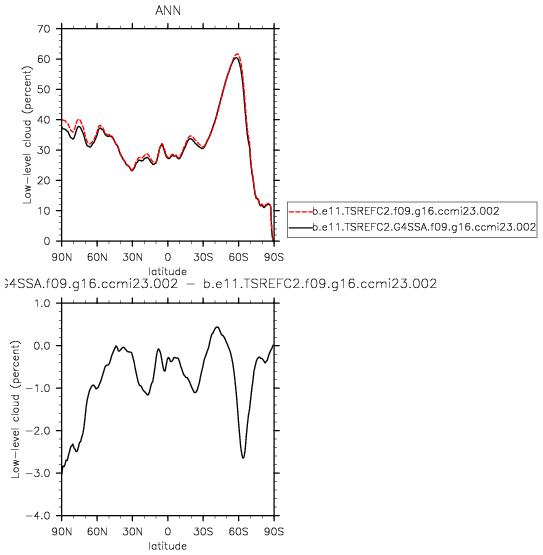 ANN
70
60
50
40
30
20
10
0
Low-level cloud (percent)
90N 60N 30N 0 30S 60S 90S
latitude
b.e11.TSREFC2.f09.g16.ccmi23.002
b.e11.TSREFC2.G4SSA.f09.g16.ccmi23.002
G4SSA.f09.g16.ccmi23.002 − b.e11.TSREFC2.f09.g16.ccmi23.002
1.0
0.0
−1.0
−2.0
−3.0
−4.0
Low-level cloud (percent)
90N 60N 30N 0 30S 60S 90S
latitude